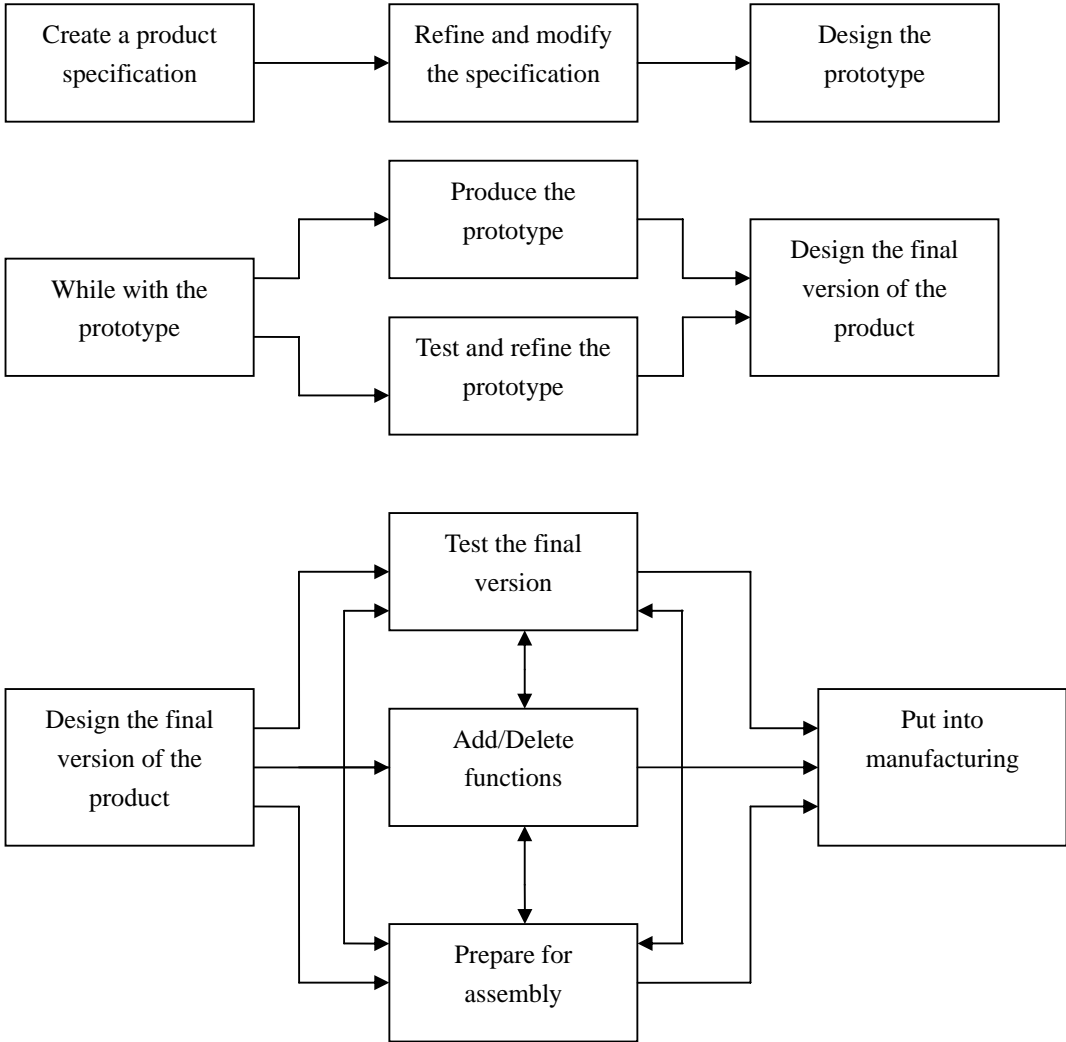 Create a product
specification
Refine and modify
the specification
Design the
prototype
Produce the
prototype
While with the
prototype
Test and refine the
prototype
Design the final
version of the
product
Test the final
version
Design the final
version of the
product
Add/Delete
functions
Put into
manufacturing
Prepare for
assembly